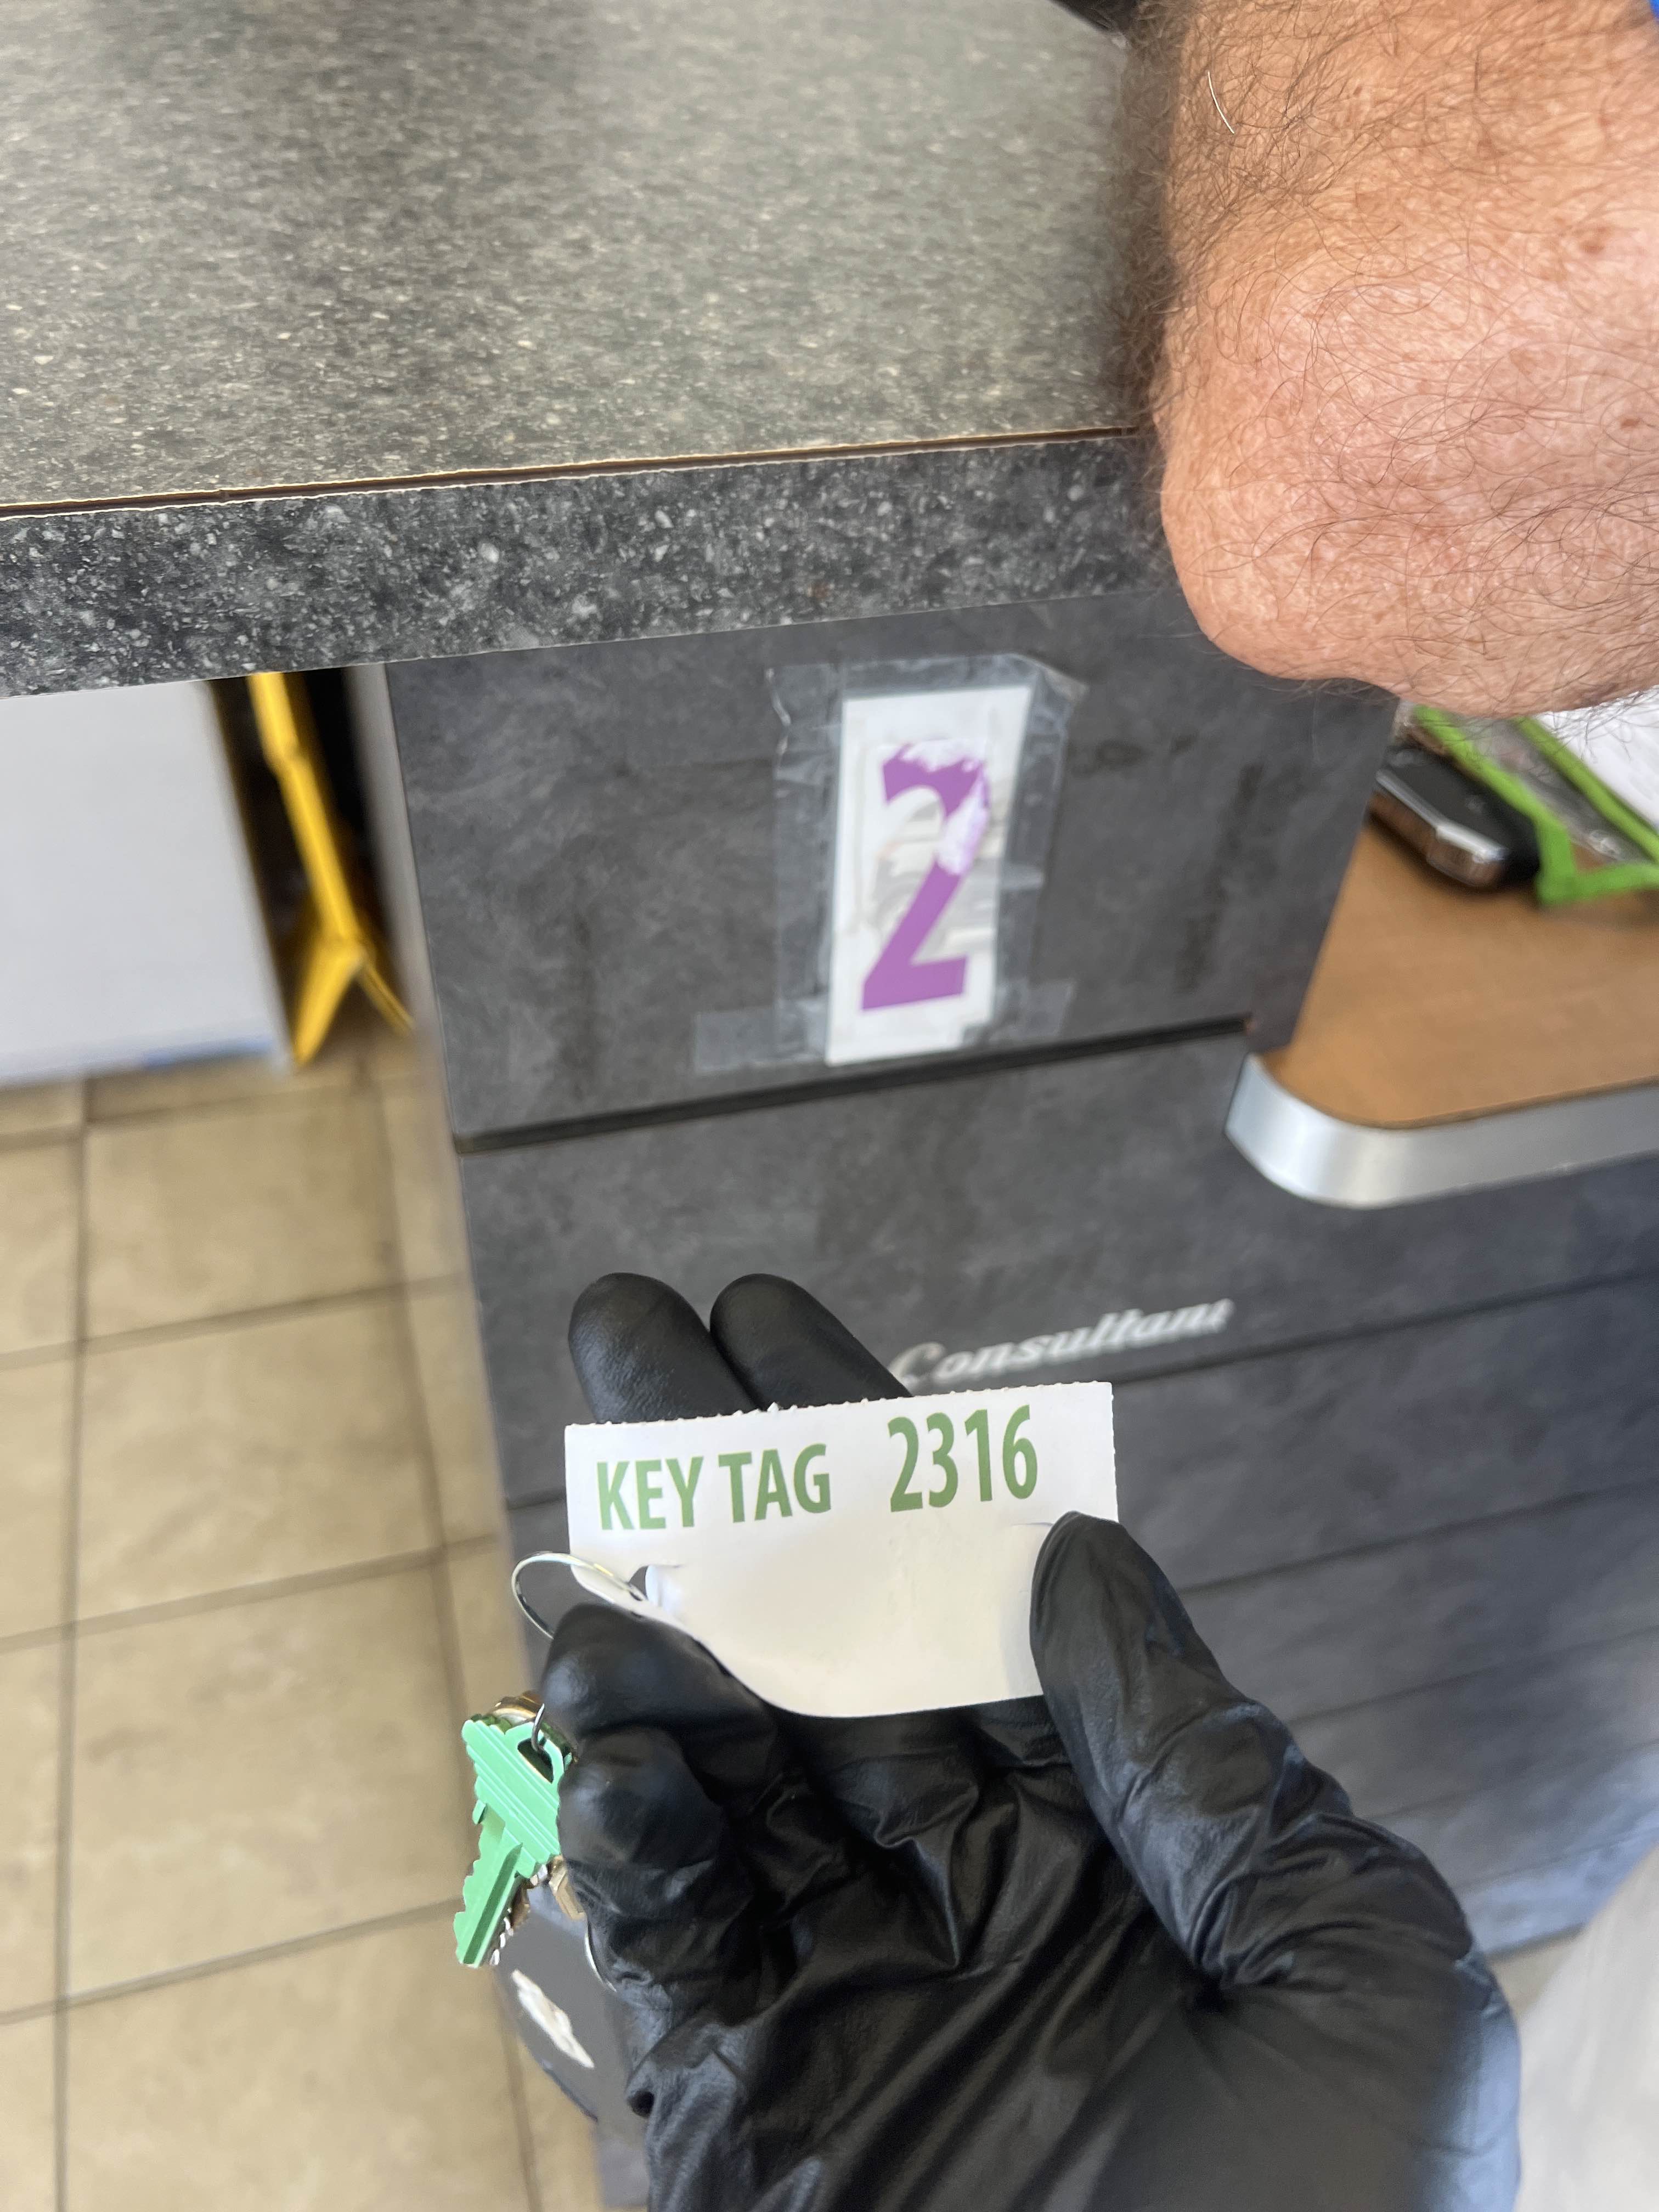 2
Consultant
KEY TAG 2316